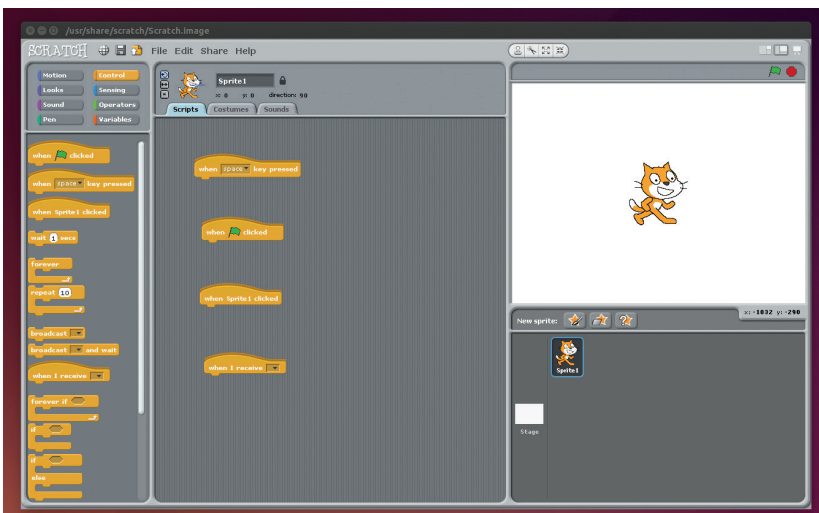 /usr/share/scratch/Scratch.image
SCRATCH File Edit Share Help
Motion Control
Looks Sensing
Sound Operators
Pen Variables
Sprite1
x: 0 y: 0 direction: 90
Scripts Costumes Sounds
when clicked
when space key pressed
when Sprite1 clicked
wait 1 secs
forever
repeat 10
broadcast
broadcast and wait
when I receive
forever if
if
if
else
when space key pressed
when clicked
when Sprite1 clicked
when I receive
x: -1032 y: -290
New sprite:
Sprite1
Stage